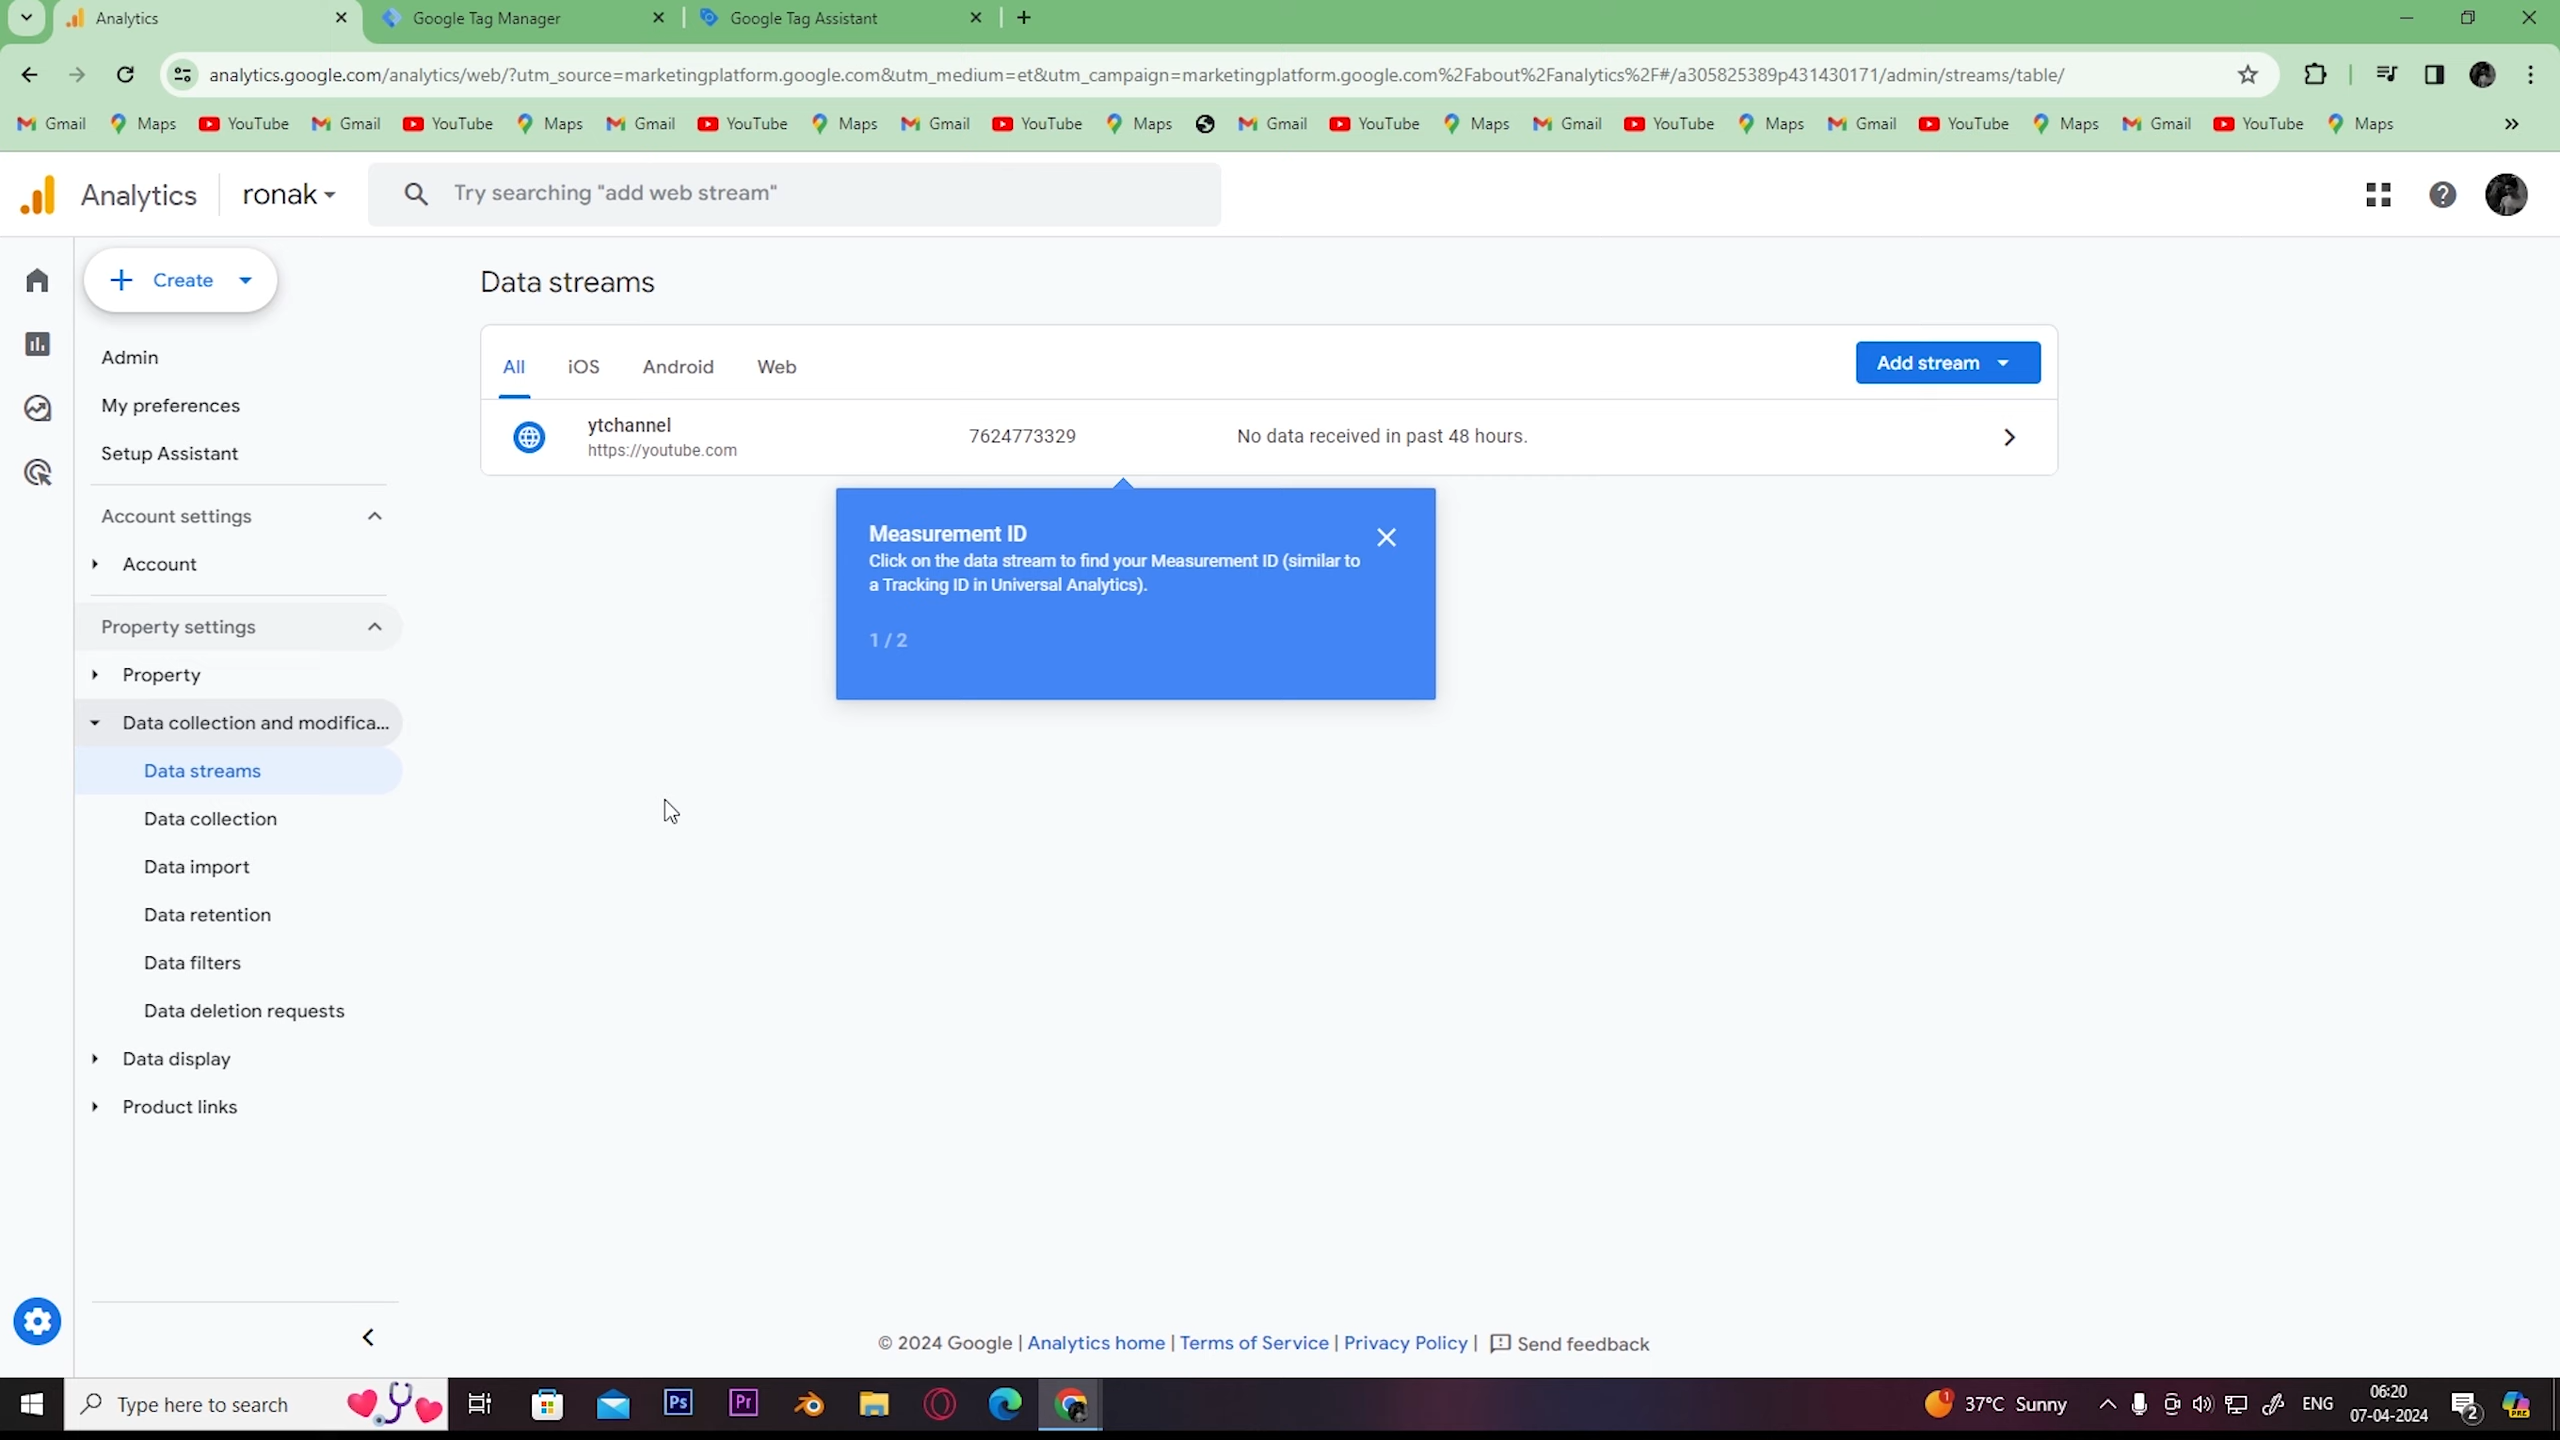 Analytics
Google Tag Manager
Google Tag Assistant
analytics.google.com/analytics/web/?utm_source=marketingplatform.google.com&utm_medium=et&utm_campaign=marketingplatform.google.com%2Fabout%2Fanalytics%2F#/a305825389p431430171/admin/streams/table/
Gmail Maps YouTube Gmail YouTube Maps Gmail YouTube Maps Gmail YouTube Maps Gmail YouTube Maps Gmail YouTube Maps Gmail YouTube Maps Gmail YouTube Maps
Analytics
ronak
Try searching "add web stream"
Create
Admin
My preferences
Setup Assistant
Account settings
Account
Property settings
Property
Data collection and modifica...
Data streams
Data collection
Data import
Data retention
Data filters
Data deletion requests
Data display
Product links
Data streams
All iOS Android Web
Add stream
ytchannel
https://youtube.com
7624773329
No data received in past 48 hours.
Measurement ID
Click on the data stream to find your Measurement ID (similar to
a Tracking ID in Universal Analytics).
1 / 2
© 2024 Google | Analytics home | Terms of Service | Privacy Policy | Send feedback
Type here to search
Ps
Pr
1
37°C Sunny
ENG
06:20
07-04-2024
2
PRE